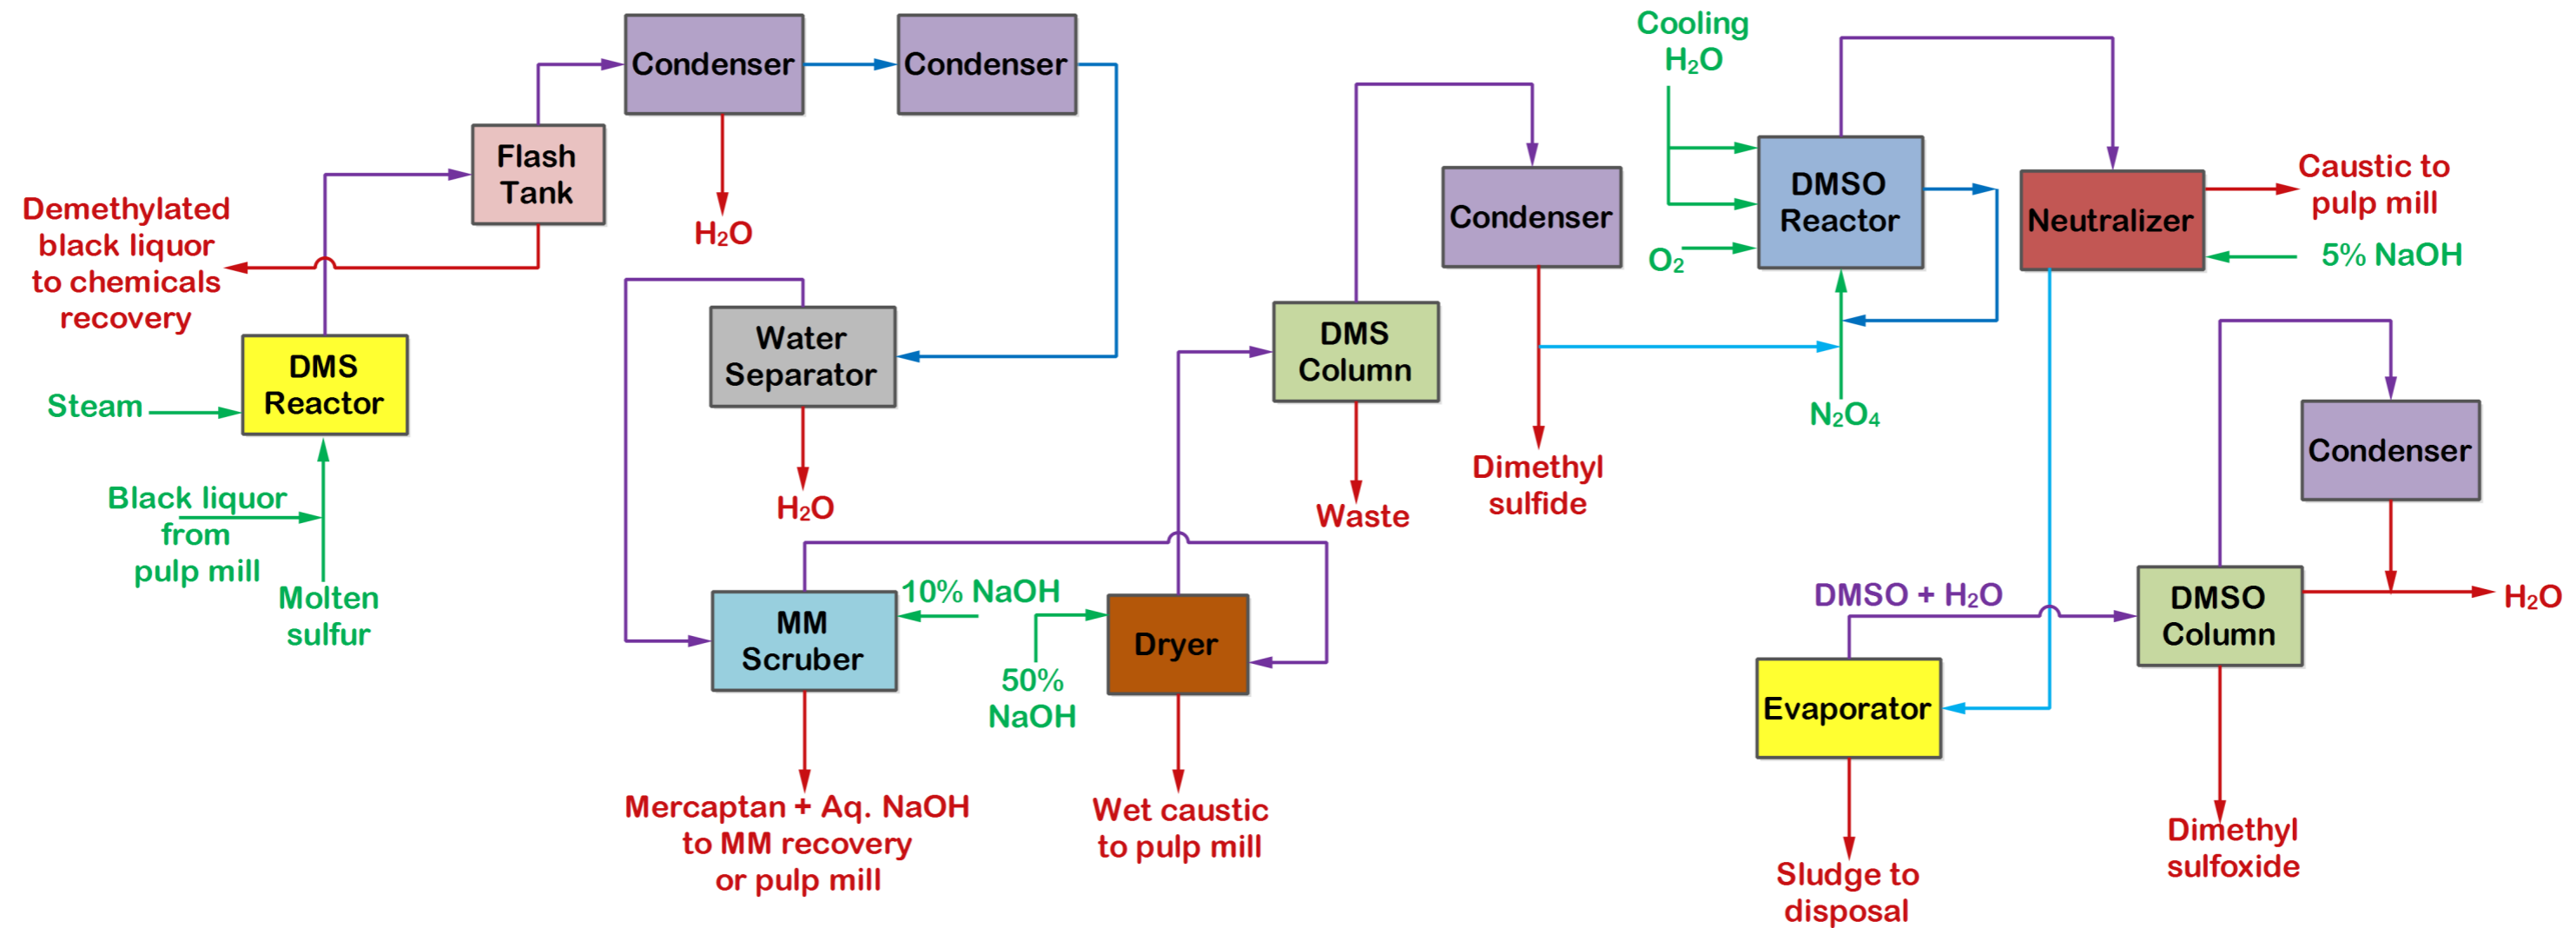 Condenser
Condenser
Cooling
H₂O
Flash
Tank
Demethylated
black liquor
to chemicals
recovery
H₂O
Condenser
DMSO
Reactor
O₂
Neutralizer
Caustic to
pulp mill
5% NaOH
Water
Separator
DMS
Column
DMS
Reactor
Steam
N₂O₄
Condenser
Black liquor
from
pulp mill
Molten
sulfur
H₂O
Waste
Dimethyl
sulfide
MM
Scruber
10% NaOH
50%
NaOH
Dryer
DMSO + H₂O
DMSO
Column
H₂O
Evaporator
Mercaptan + Aq. NaOH
to MM recovery
or pulp mill
Wet caustic
to pulp mill
Sludge to
disposal
Dimethyl
sulfoxide